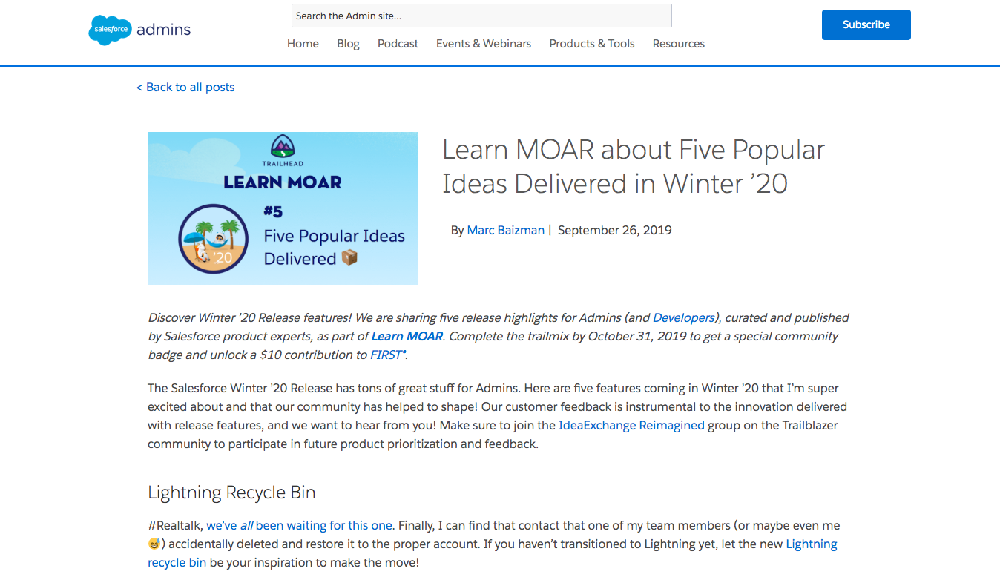 salesforce admins
Search the Admin site...
Subscribe
Home Blog Podcast Events & Webinars Products & Tools Resources
< Back to all posts
TRAILHEAD
LEARN MOAR
#5
Five Popular Ideas
Delivered 📦
'20
Learn MOAR about Five Popular
Ideas Delivered in Winter ’20
By Marc Baizman | September 26, 2019
Discover Winter ’20 Release features! We are sharing five release highlights for Admins (and Developers), curated and published
by Salesforce product experts, as part of Learn MOAR. Complete the trailmix by October 31, 2019 to get a special community
badge and unlock a $10 contribution to FIRST®.
The Salesforce Winter ’20 Release has tons of great stuff for Admins. Here are five features coming in Winter ’20 that I’m super
excited about and that our community has helped to shape! Our customer feedback is instrumental to the innovation delivered
with release features, and we want to hear from you! Make sure to join the IdeaExchange Reimagined group on the Trailblazer
community to participate in future product prioritization and feedback.
Lightning Recycle Bin
#Realtalk, we’ve all been waiting for this one. Finally, I can find that contact that one of my team members (or maybe even me
😅) accidentally deleted and restore it to the proper account. If you haven’t transitioned to Lightning yet, let the new Lightning
recycle bin be your inspiration to make the move!